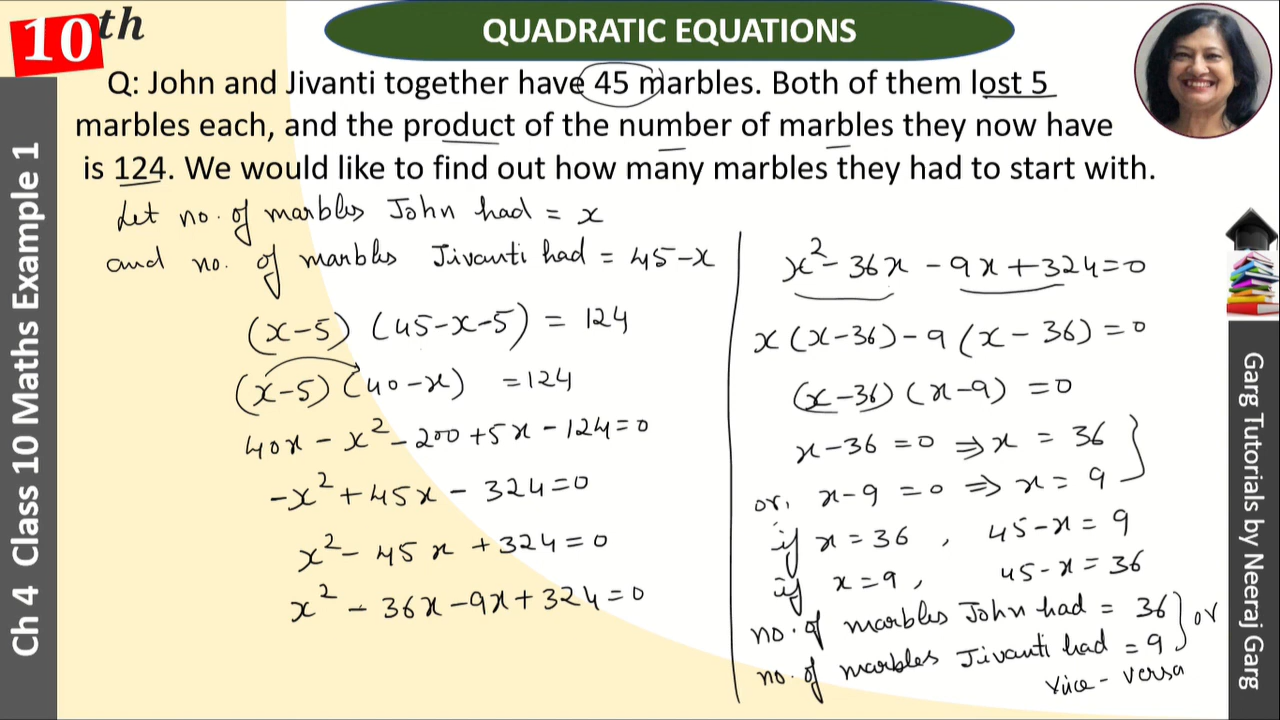 10th
QUADRATIC EQUATIONS
Q: John and Jivanti together have 45 marbles. Both of them lost 5
marbles each, and the product of the number of marbles they now have
is 124. We would like to find out how many marbles they had to start with.
Let no. of marbles John had = x
and no. of marbles Jivanti had = 45-x
(x-5) (45-x-5) = 124
(x-5) (40-x) = 124
40x - x² - 200 + 5x - 124 = 0
-x² + 45x - 324 = 0
x² - 45x + 324 = 0
x² - 36x - 9x + 324 = 0
x² - 36x - 9x + 324 = 0
x (x-36) - 9 (x - 36) = 0
(x-36) (x-9) = 0
x-36 = 0 ⇒ x = 36
or, x-9 = 0 ⇒ x = 9
if x = 36, 45-x = 9
if x = 9, 45-x = 36
no. of marbles John had = 36
no. of marbles Jivanti had = 9
or
vice-versa
Ch 4 Class 10 Maths Example 1
Garg Tutorials by Neeraj Garg